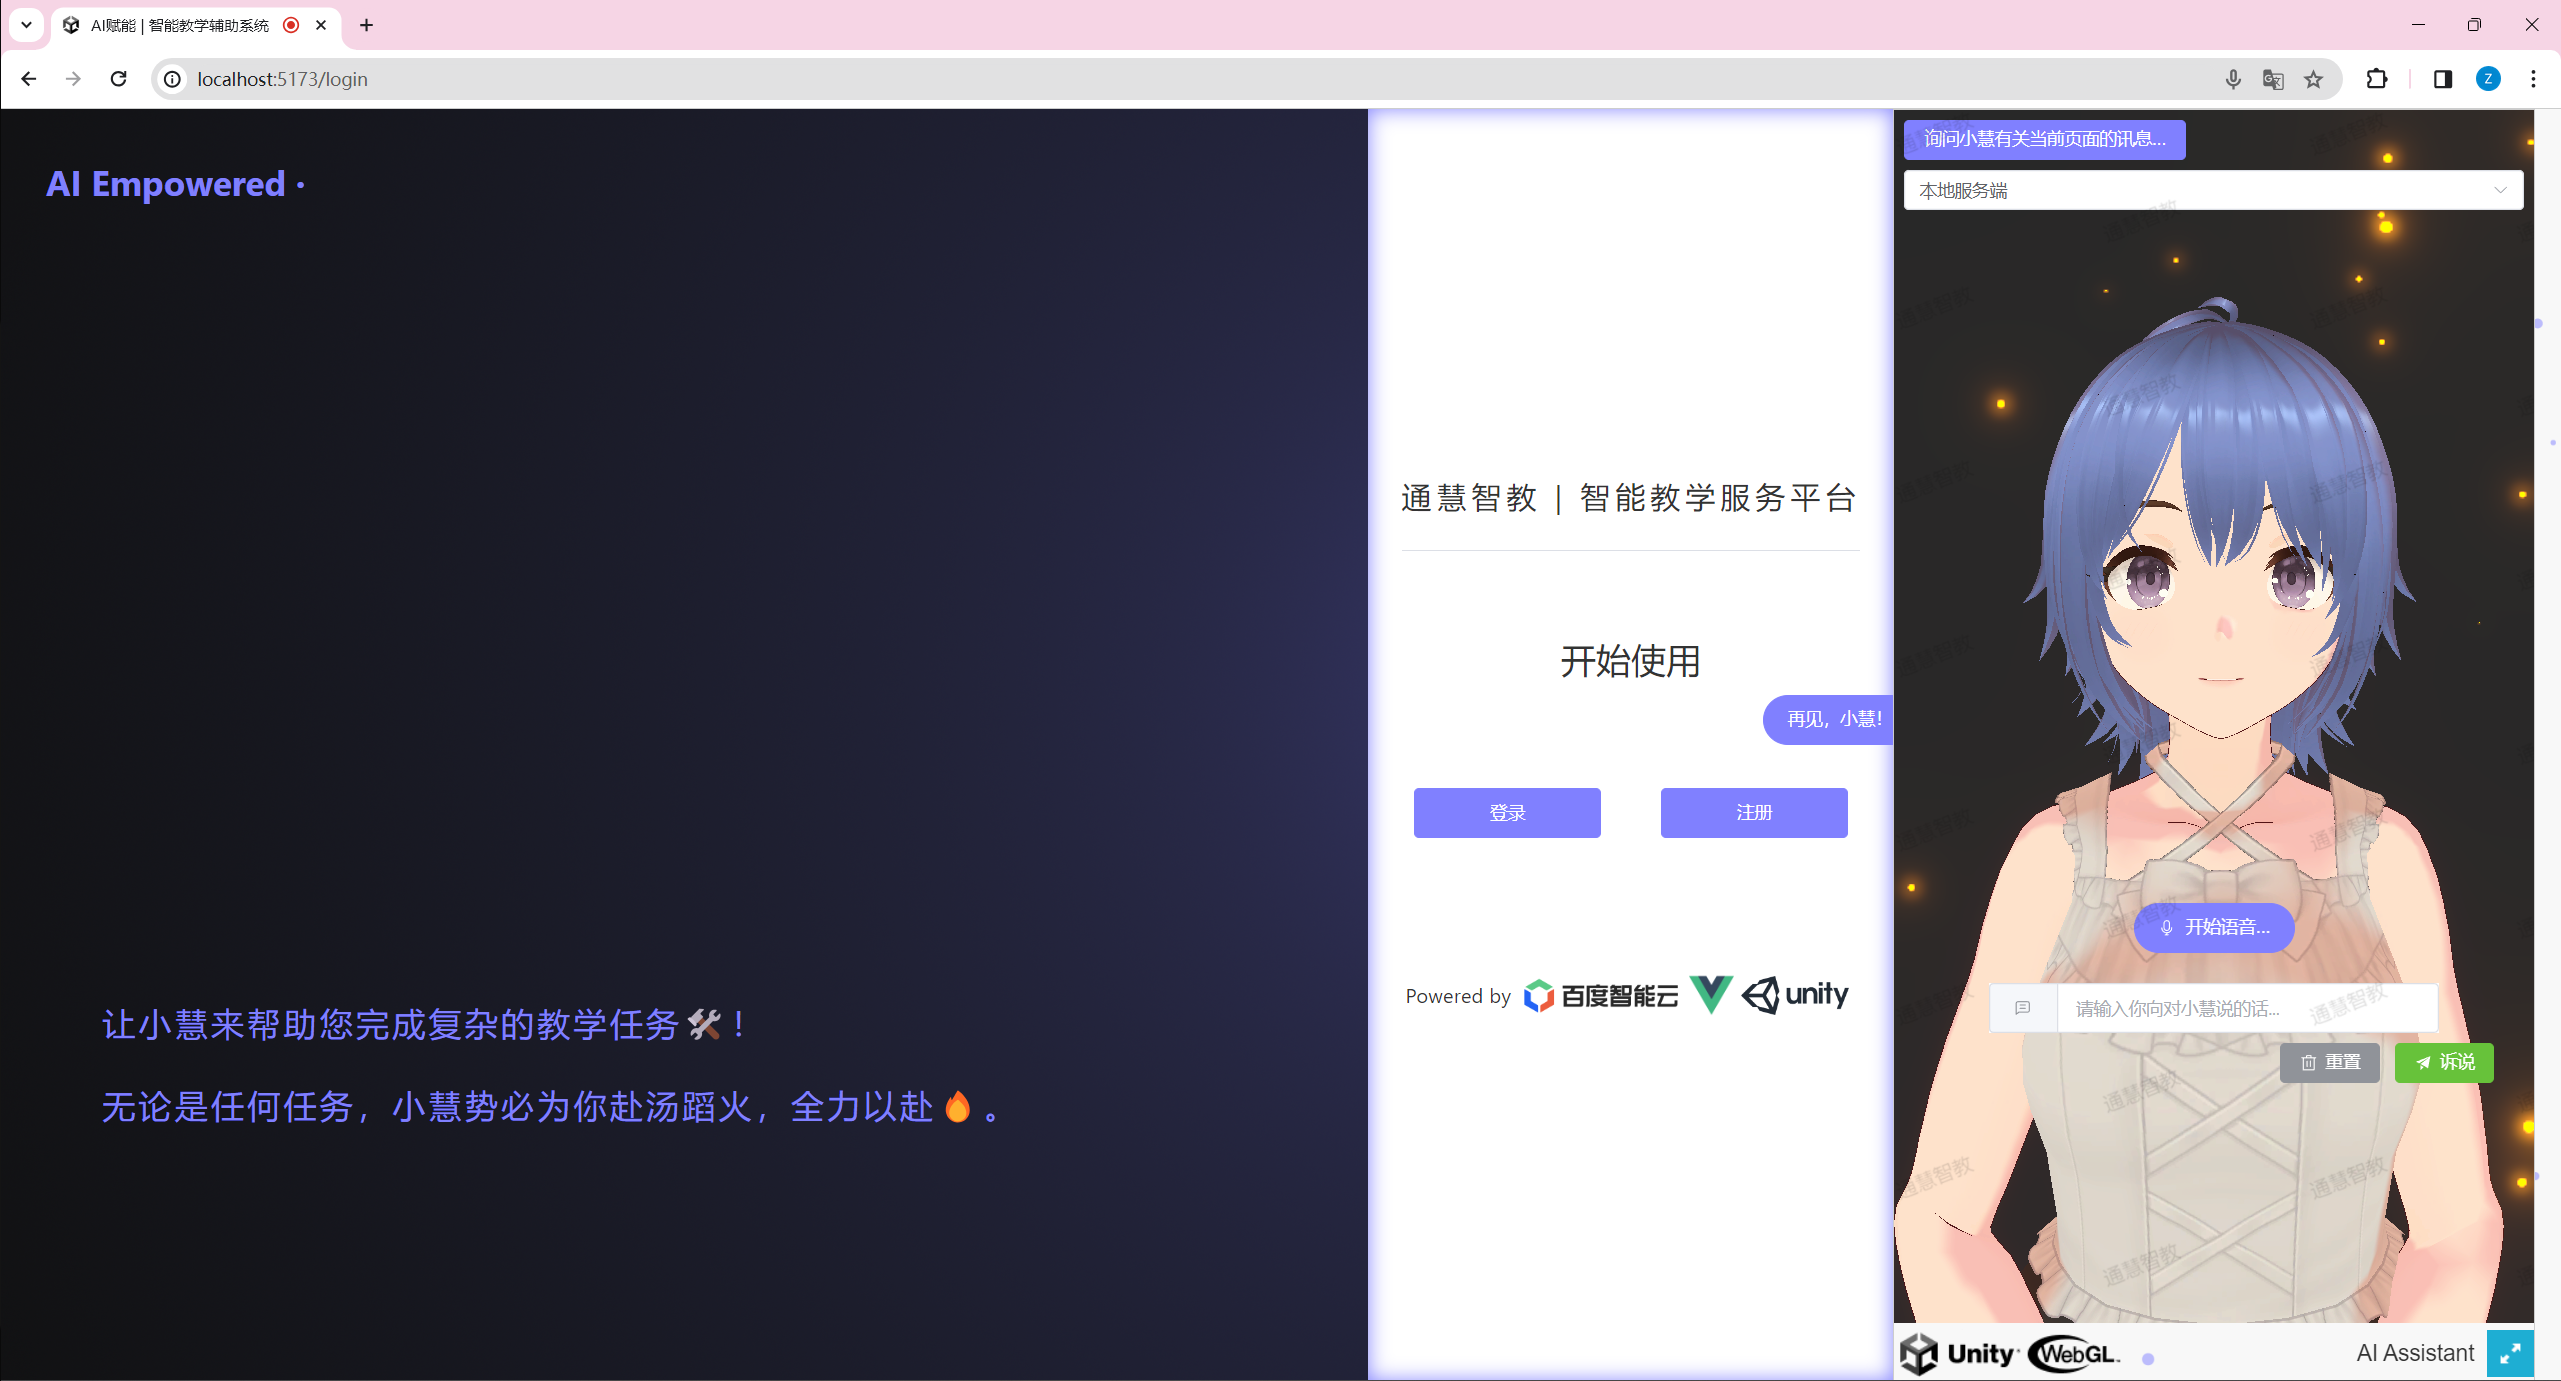 AI赋能 | 智能教学辅助系统
localhost:5173/login
Z
AI Empowered ·
让小慧来帮助您完成复杂的教学任务🛠️！
无论是任何任务，小慧势必为你赴汤蹈火，全力以赴🔥。
通慧智教 | 智能教学服务平台
开始使用
再见，小慧！
登录
注册
Powered by 百度智能云 unity
询问小慧有关当前页面的讯息...
本地服务端
开始语音...
请输入你向对小慧说的话...
重置
诉说
通慧智教
Unity WebGL
AI Assistant